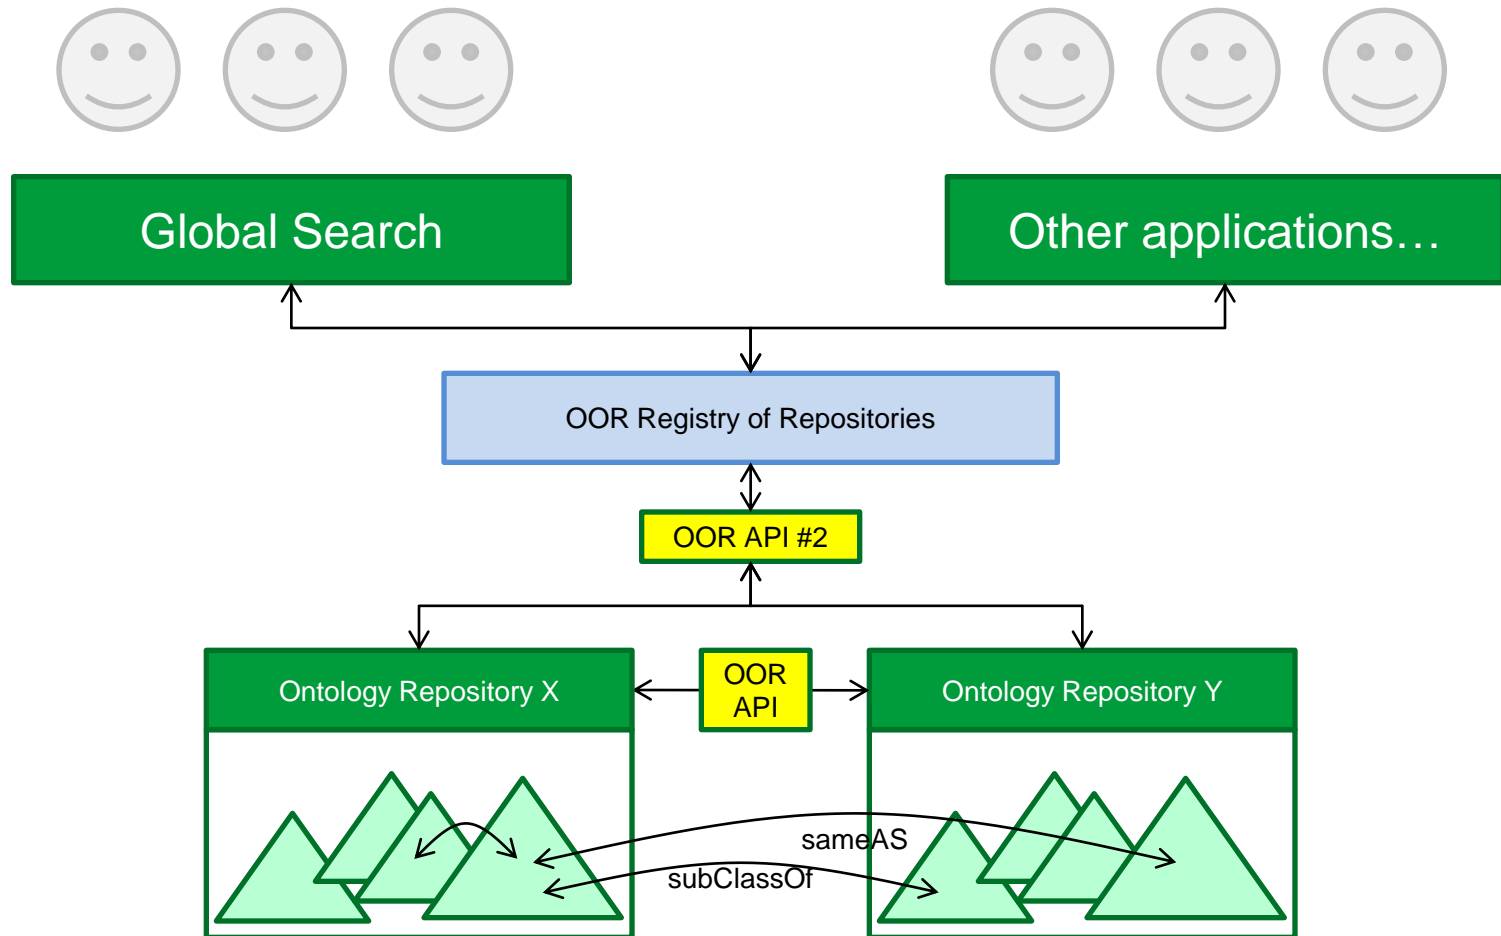 Global Search
Other applications…
OOR Registry of Repositories
OOR API #2
Ontology Repository X
OOR
API
Ontology Repository Y
sameAS
subClassOf